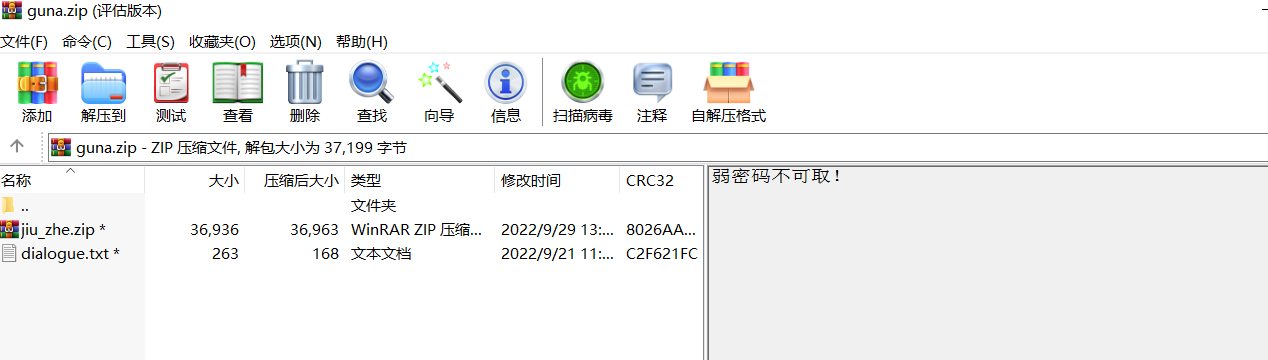 guna.zip (评估版本)
文件(F) 命令(C) 工具(S) 收藏夹(O) 选项(N) 帮助(H)
添加 解压到 测试 查看 删除 查找 向导 信息 扫描病毒 注释 自解压格式
guna.zip - ZIP 压缩文件, 解包大小为 37,199 字节
名称 大小 压缩后大小 类型 修改时间 CRC32
.. 文件夹
jiu_zhe.zip * 36,936 36,963 WinRAR ZIP 压缩... 2022/9/29 13:... 8026AA...
dialogue.txt * 263 168 文本文档 2022/9/21 11:... C2F621FC
弱密码不可取！